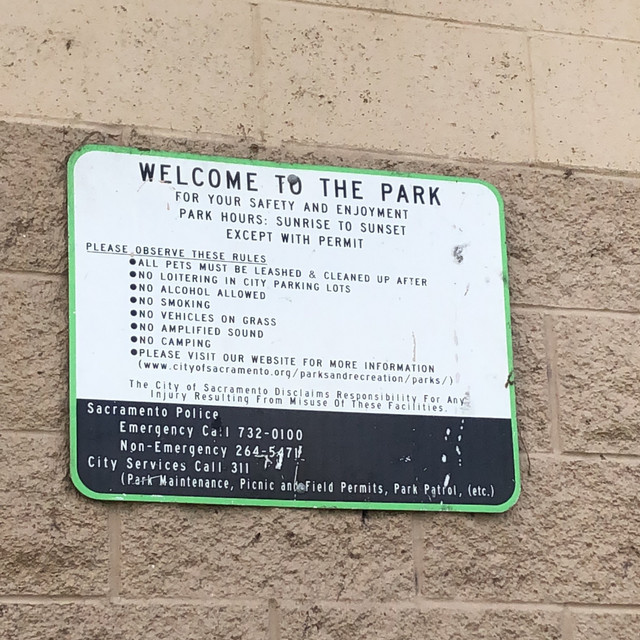 WELCOME TO THE PARK
FOR YOUR SAFETY AND ENJOYMENT
PARK HOURS: SUNRISE TO SUNSET
EXCEPT WITH PERMIT
PLEASE OBSERVE THESE RULES
•ALL PETS MUST BE LEASHED & CLEANED UP AFTER
•NO LOITERING IN CITY PARKING LOTS
•NO ALCOHOL ALLOWED
•NO SMOKING
•NO VEHICLES ON GRASS
•NO AMPLIFIED SOUND
•NO CAMPING
•PLEASE VISIT OUR WEBSITE FOR MORE INFORMATION
(www.cityofsacramento.org/parksandrecreation/parks/)
The City of Sacramento Disclaims Responsibility For Any
Injury Resulting From Misuse Of These Facilities.
Sacramento Police
Emergency Call 732-0100
Non-Emergency 264-5471
City Services Call 311
(Park Maintenance, Picnic and Field Permits, Park Patrol, (etc.)